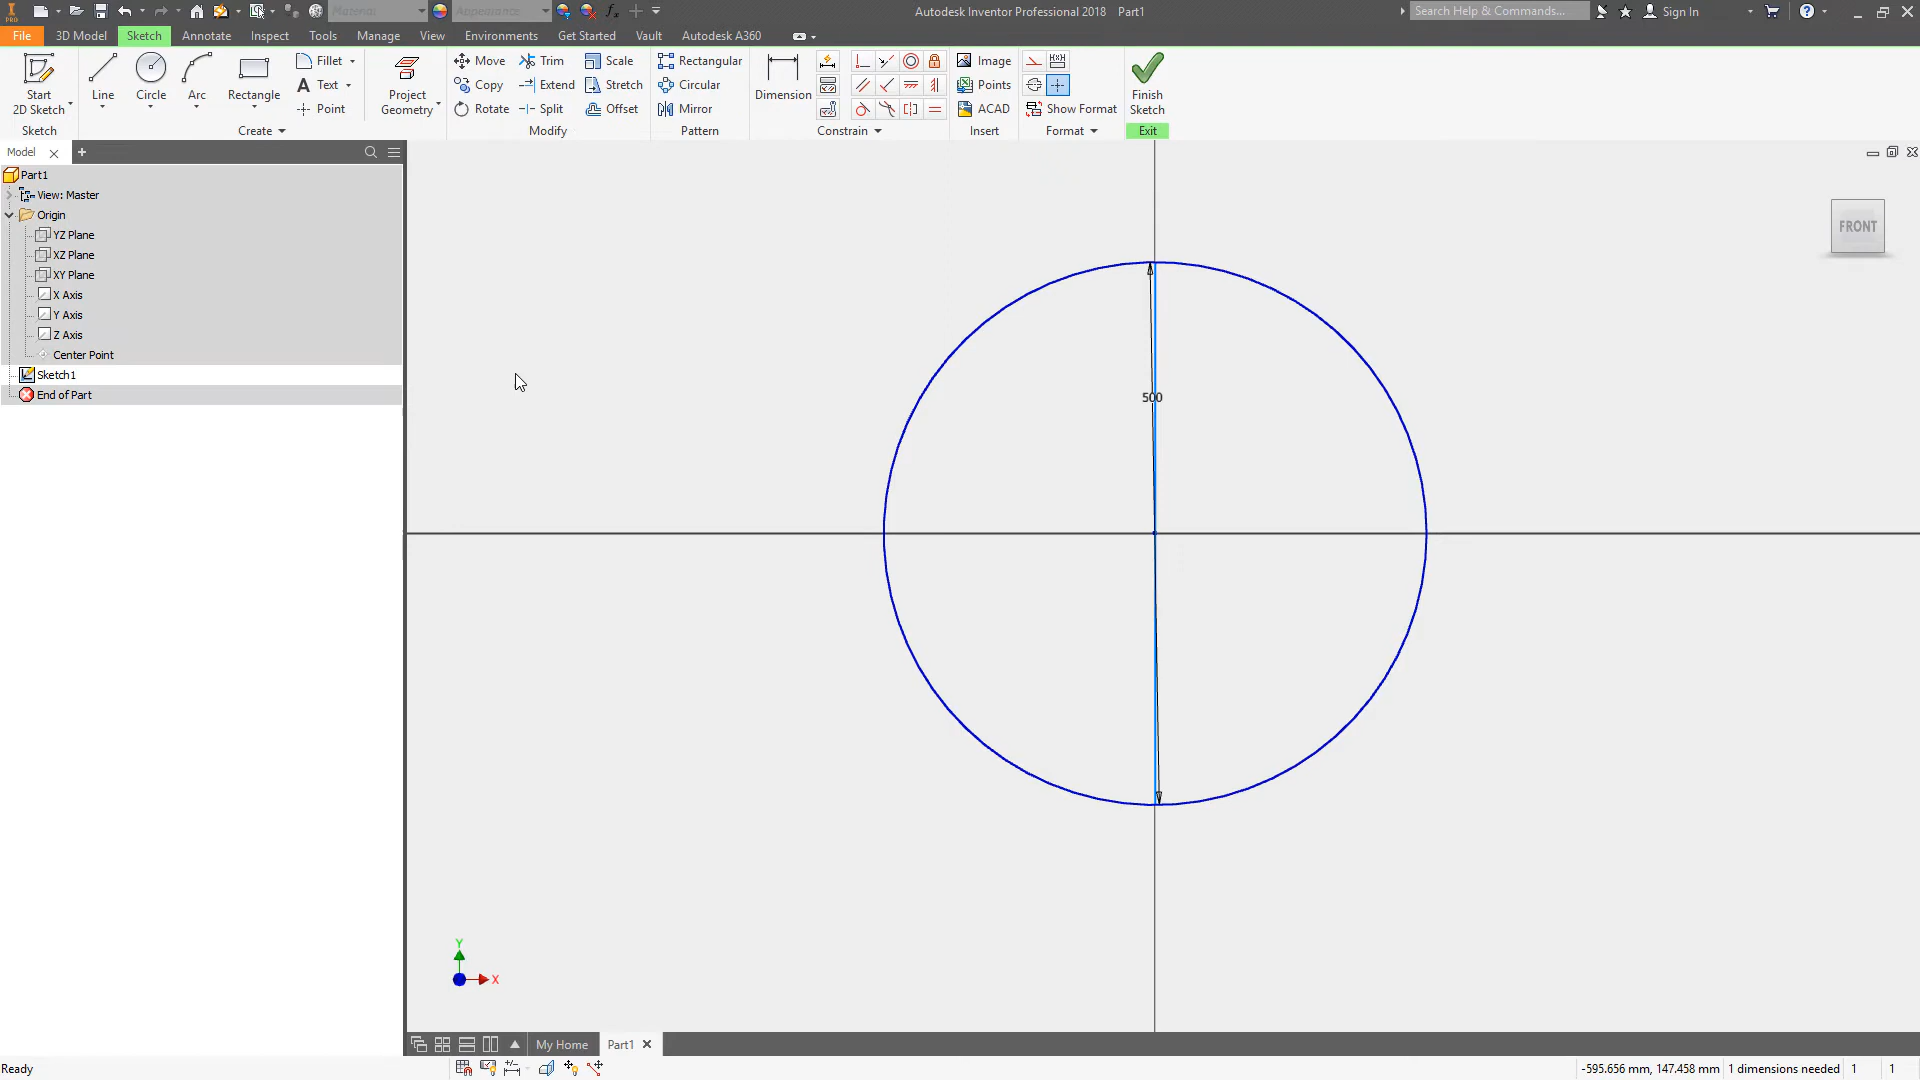 PRO Material Appearance fx Autodesk Inventor Professional 2018 Part1 Search Help & Commands... Sign In
File 3D Model Sketch Annotate Inspect Tools Manage View Environments Get Started Vault Autodesk A360
Start
2D Sketch
Sketch
Line Circle Arc Rectangle
Fillet
Text
Point
Create
Project
Geometry
Move Trim Scale
Copy Extend Stretch
Rotate Split Offset
Modify
Rectangular
Circular
Mirror
Pattern
Dimension
Constrain
Image
Points
ACAD
Insert
Show Format
Format
Finish
Sketch
Exit
Model
Part1
View: Master
Origin
YZ Plane
XZ Plane
XY Plane
X Axis
Y Axis
Z Axis
Center Point
Sketch1
End of Part
FRONT
500
Y
X
My Home Part1
Ready -595.656 mm, 147.458 mm 1 dimensions needed 1 1